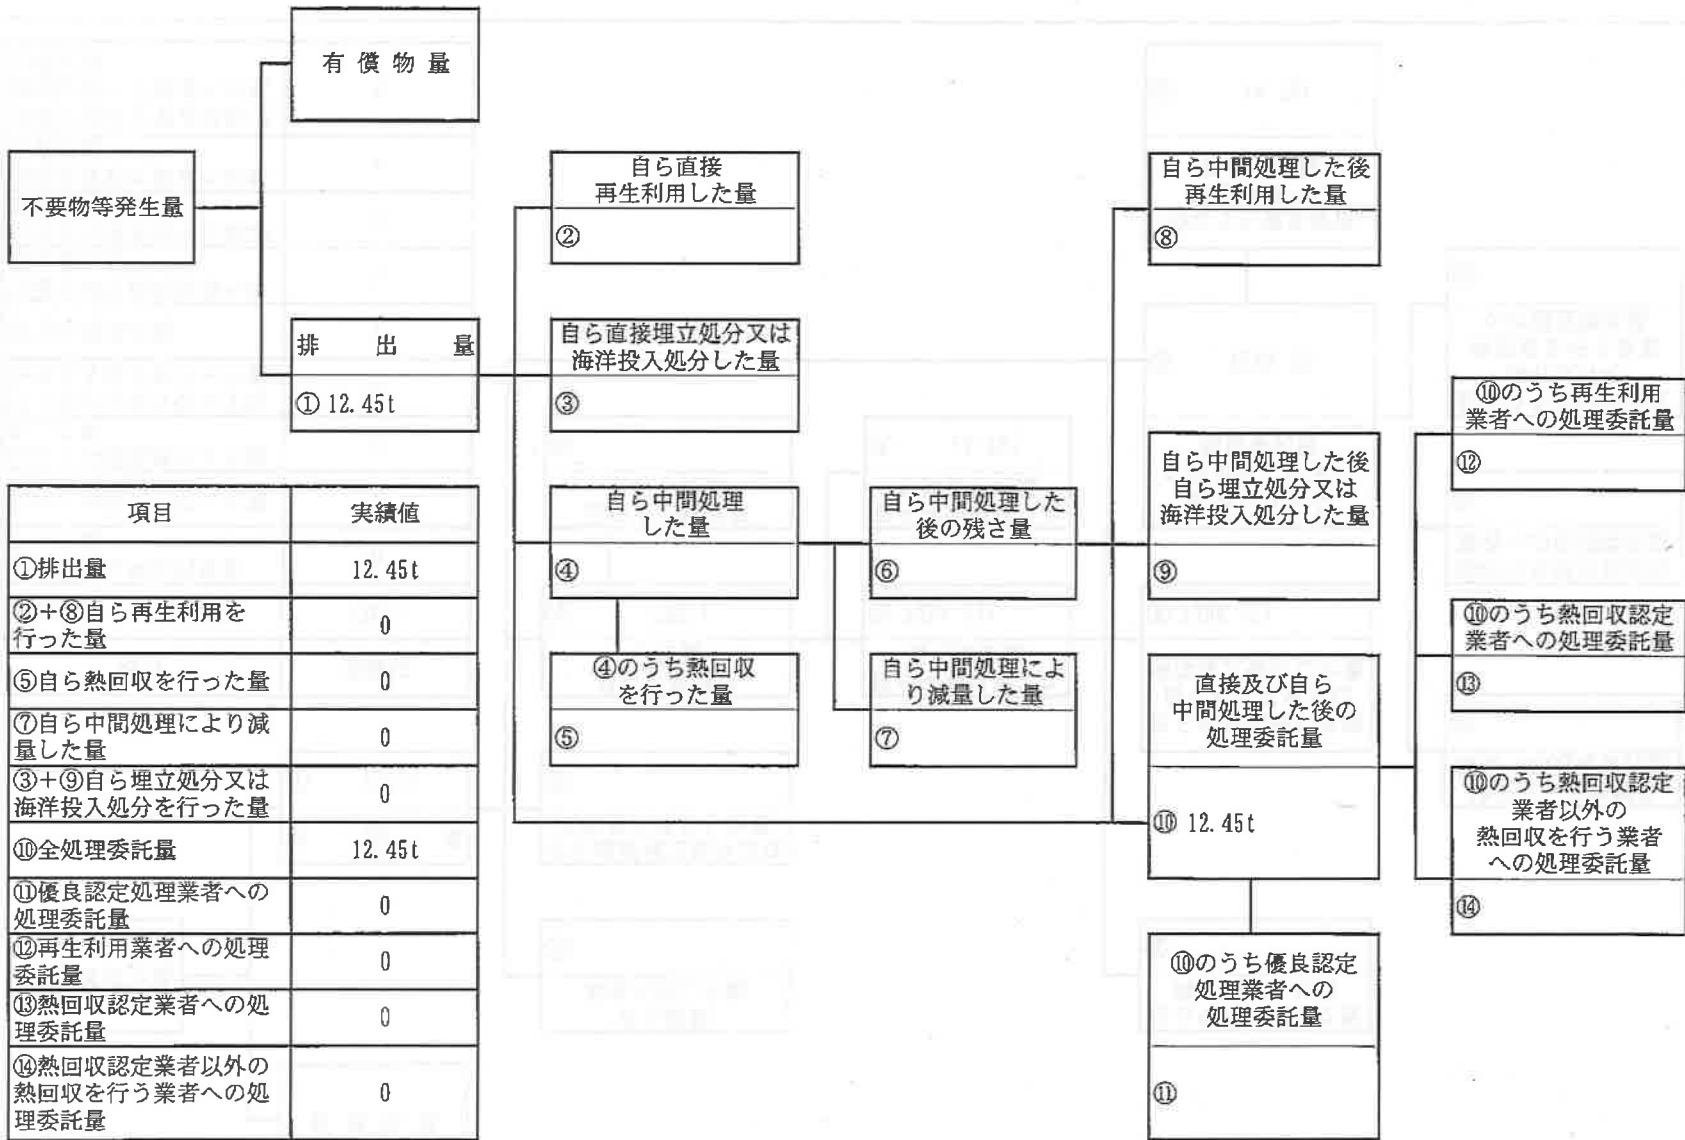 有償物量
不要物等発生量
排出量
① 12.45t
自ら直接
再生利用した量
②
自ら直接埋立処分又は
海洋投入処分した量
③
自ら中間処理
した量
④
④のうち熱回収
を行った量
⑤
自ら中間処理した
後の残さ量
⑥
自ら中間処理によ
り減量した量
⑦
自ら中間処理した後
再生利用した量
⑧
自ら中間処理した後
自ら埋立処分又は
海洋投入処分した量
⑨
直接及び自ら
中間処理した後の
処理委託量
⑩ 12.45t
⑩のうち優良認定
処理業者への
処理委託量
⑪
⑩のうち再生利用
業者への処理委託量
⑫
⑩のうち熱回収認定
業者への処理委託量
⑬
⑩のうち熱回収認定
業者以外の
熱回収を行う業者
への処理委託量
⑭
項目 実績値
①排出量 12.45t
②+⑧自ら再生利用を
行った量 0
⑤自ら熱回収を行った量 0
⑦自ら中間処理により減
量した量 0
③+⑨自ら埋立処分又は
海洋投入処分を行った量 0
⑩全処理委託量 12.45t
⑪優良認定処理業者への
処理委託量 0
⑫再生利用業者への処理
委託量 0
⑬熱回収認定業者への処
理委託量 0
⑭熱回収認定業者以外の
熱回収を行う業者への処
理委託量 0